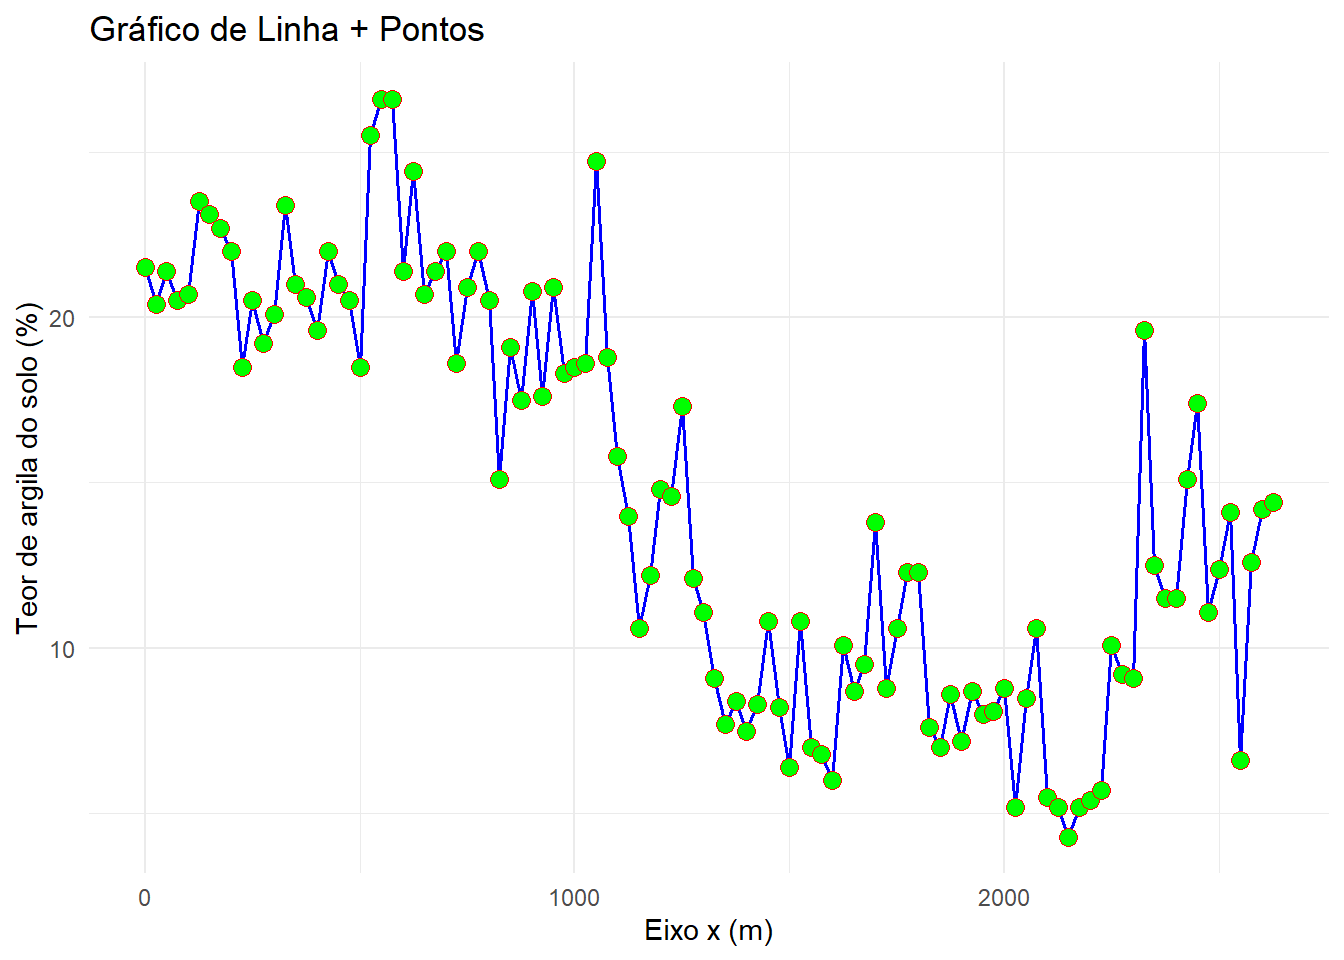 Gráfico de Linha + Pontos
Teor de argila do solo (%)
20
10
0
1000
2000
Eixo x (m)